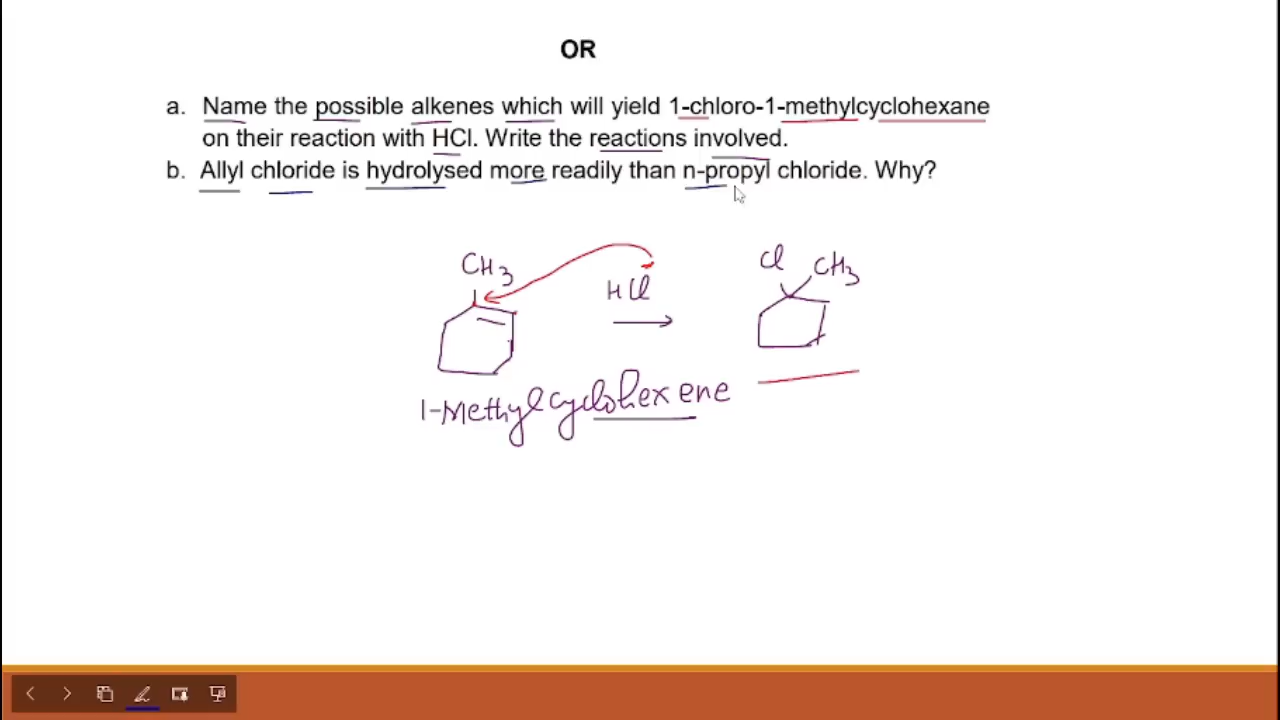 OR
a. Name the possible alkenes which will yield 1-chloro-1-methylcyclohexane
on their reaction with HCl. Write the reactions involved.
b. Allyl chloride is hydrolysed more readily than n-propyl chloride. Why?
CH3
HCl
Cl CH3
1-Methylcyclohexene